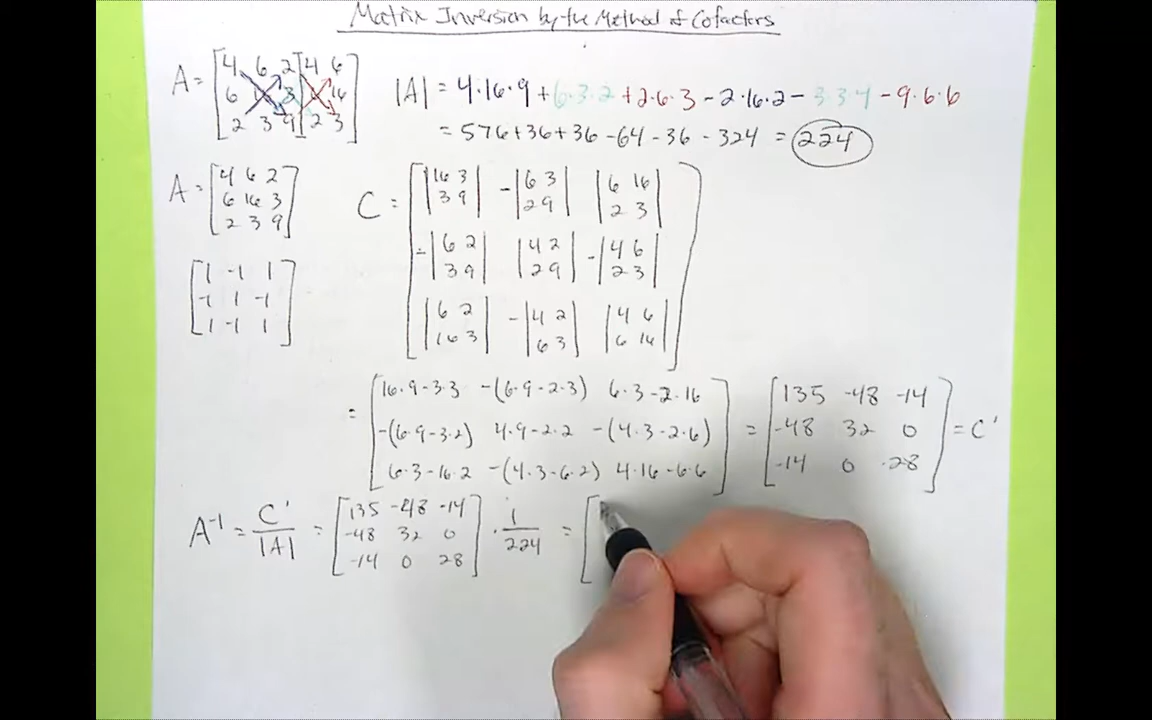 Matrix Inversion by the Method of Cofactors
A = [4 6 2 | 4 6
6 3 16
2 3 9 2 3]
|A| = 4·16·9 + 6·3·2 + 2·6·3 - 2·16·2 - 3·3·4 - 9·6·6
= 576 + 36 + 36 - 64 - 36 - 324 = 224
A = [4 6 2
6 16 3
2 3 9]
[1 -1 1
-1 1 -1
1 -1 1]
C = [|16 3| -|6 3| |6 16|
|3 9| |2 9| |2 3|
-|6 2| |4 2| -|4 6|
|3 9| |2 9| |2 3|
|6 2| -|4 2| |4 6|
|16 3| |6 3| |6 16|]
= [16·9-3·3 -(6·9-2·3) 6·3-2·16
-(6·9-3·2) 4·9-2·2 -(4·3-2·6)
6·3-16·2 -(4·3-6·2) 4·16-6·6]
= [135 -48 -14
-48 32 0
-14 0 28] = C'
A⁻¹ = C'/|A| = [135 -48 -14
-48 32 0
-14 0 28] · 1/224 = [